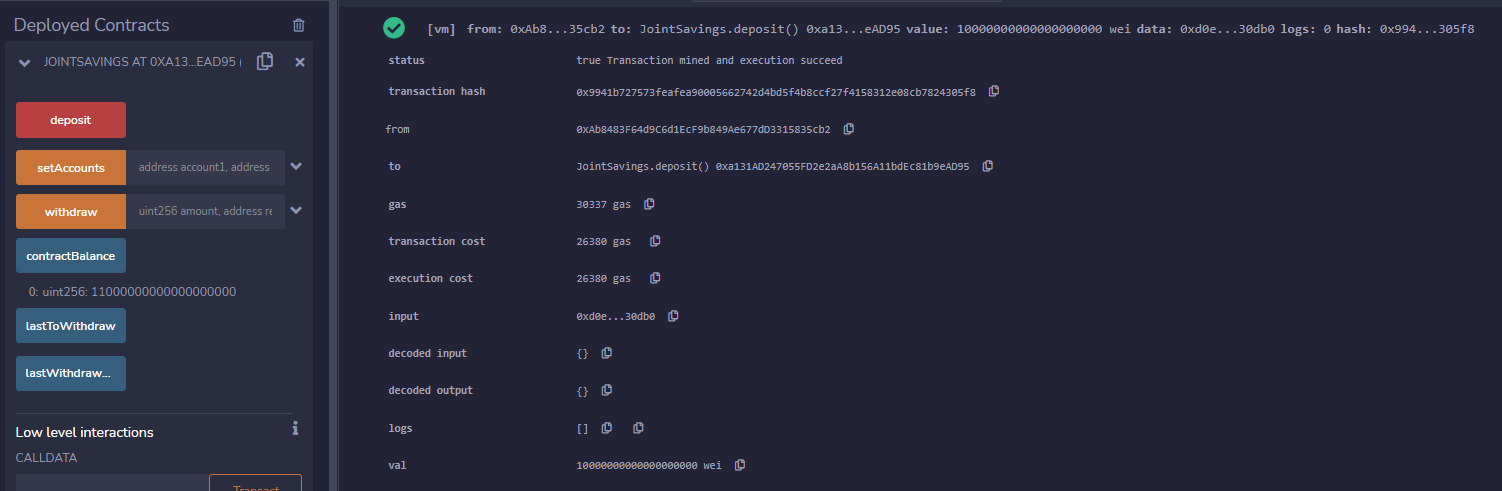 Deployed Contracts
JOINTSAVINGS AT 0XA13...EAD95 (
deposit
setAccounts address account1, address
withdraw uint256 amount, address re
contractBalance
0: uint256: 11000000000000000000
lastToWithdraw
lastWithdraw...
Low level interactions
CALLDATA
Transact
[vm] from: 0xAb8...35cb2 to: JointSavings.deposit() 0xa13...eAD95 value: 10000000000000000000 wei data: 0xd0e...30db0 logs: 0 hash: 0x994...305f8
status true Transaction mined and execution succeed
transaction hash 0x9941b727573feafea90005662742d4bd5f4b8ccf27f4158312e08cb7824305f8
from 0xAb8483F64d9C6d1EcF9b849Ae677dD3315835cb2
to JointSavings.deposit() 0xa131AD247055FD2e2aA8b156A11bdEc81b9eAD95
gas 30337 gas
transaction cost 26380 gas
execution cost 26380 gas
input 0xd0e...30db0
decoded input {}
decoded output {}
logs []
val 10000000000000000000 wei